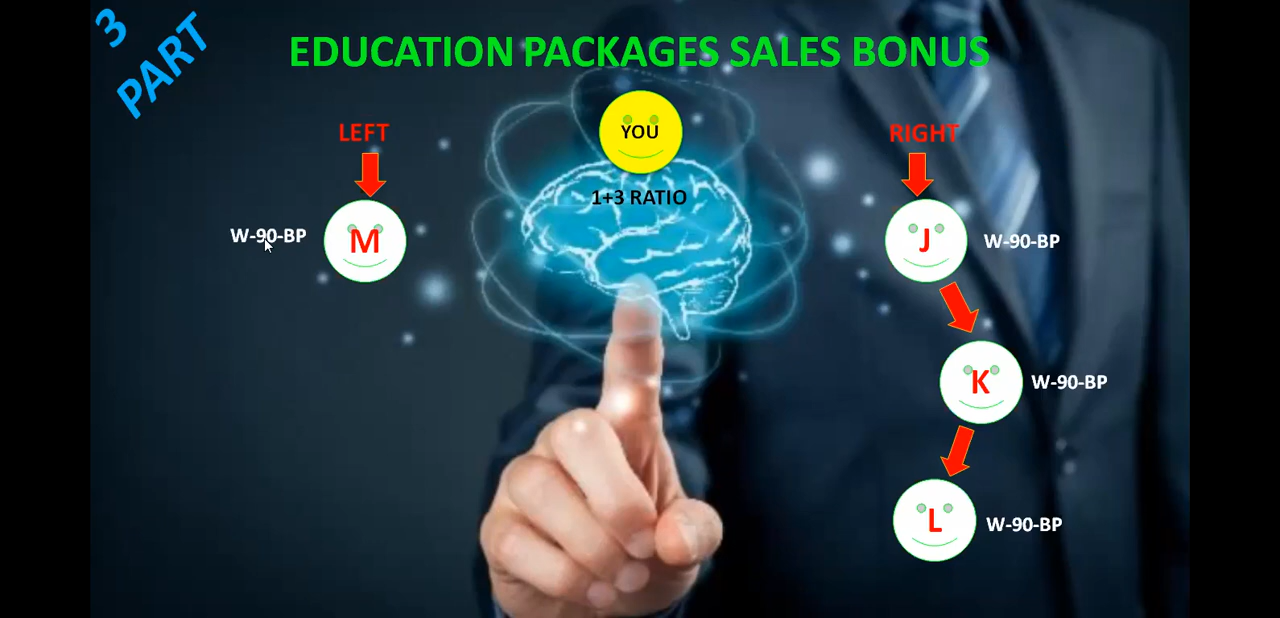 3
PART
EDUCATION PACKAGES SALES BONUS
YOU
1+3 RATIO
LEFT
RIGHT
W-90-BP
M
J
W-90-BP
K
W-90-BP
L
W-90-BP